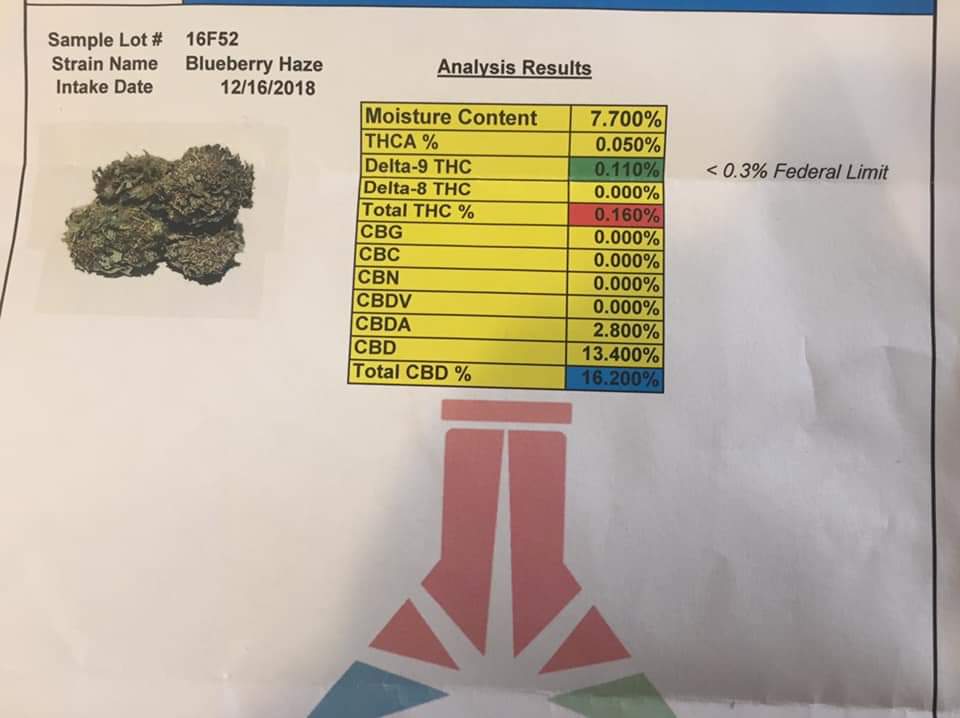 Sample Lot # 16F52
Strain Name Blueberry Haze
Intake Date 12/16/2018
Analysis Results
Moisture Content 7.700%
THCA % 0.050%
Delta-9 THC 0.110% < 0.3% Federal Limit
Delta-8 THC 0.000%
Total THC % 0.160%
CBG 0.000%
CBC 0.000%
CBN 0.000%
CBDV 0.000%
CBDA 2.800%
CBD 13.400%
Total CBD % 16.200%